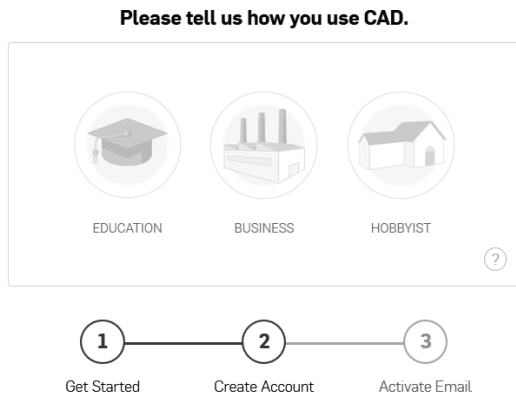 Please tell us how you use CAD.
EDUCATION BUSINESS HOBBYIST
?
1 2 3
Get Started Create Account Activate Email